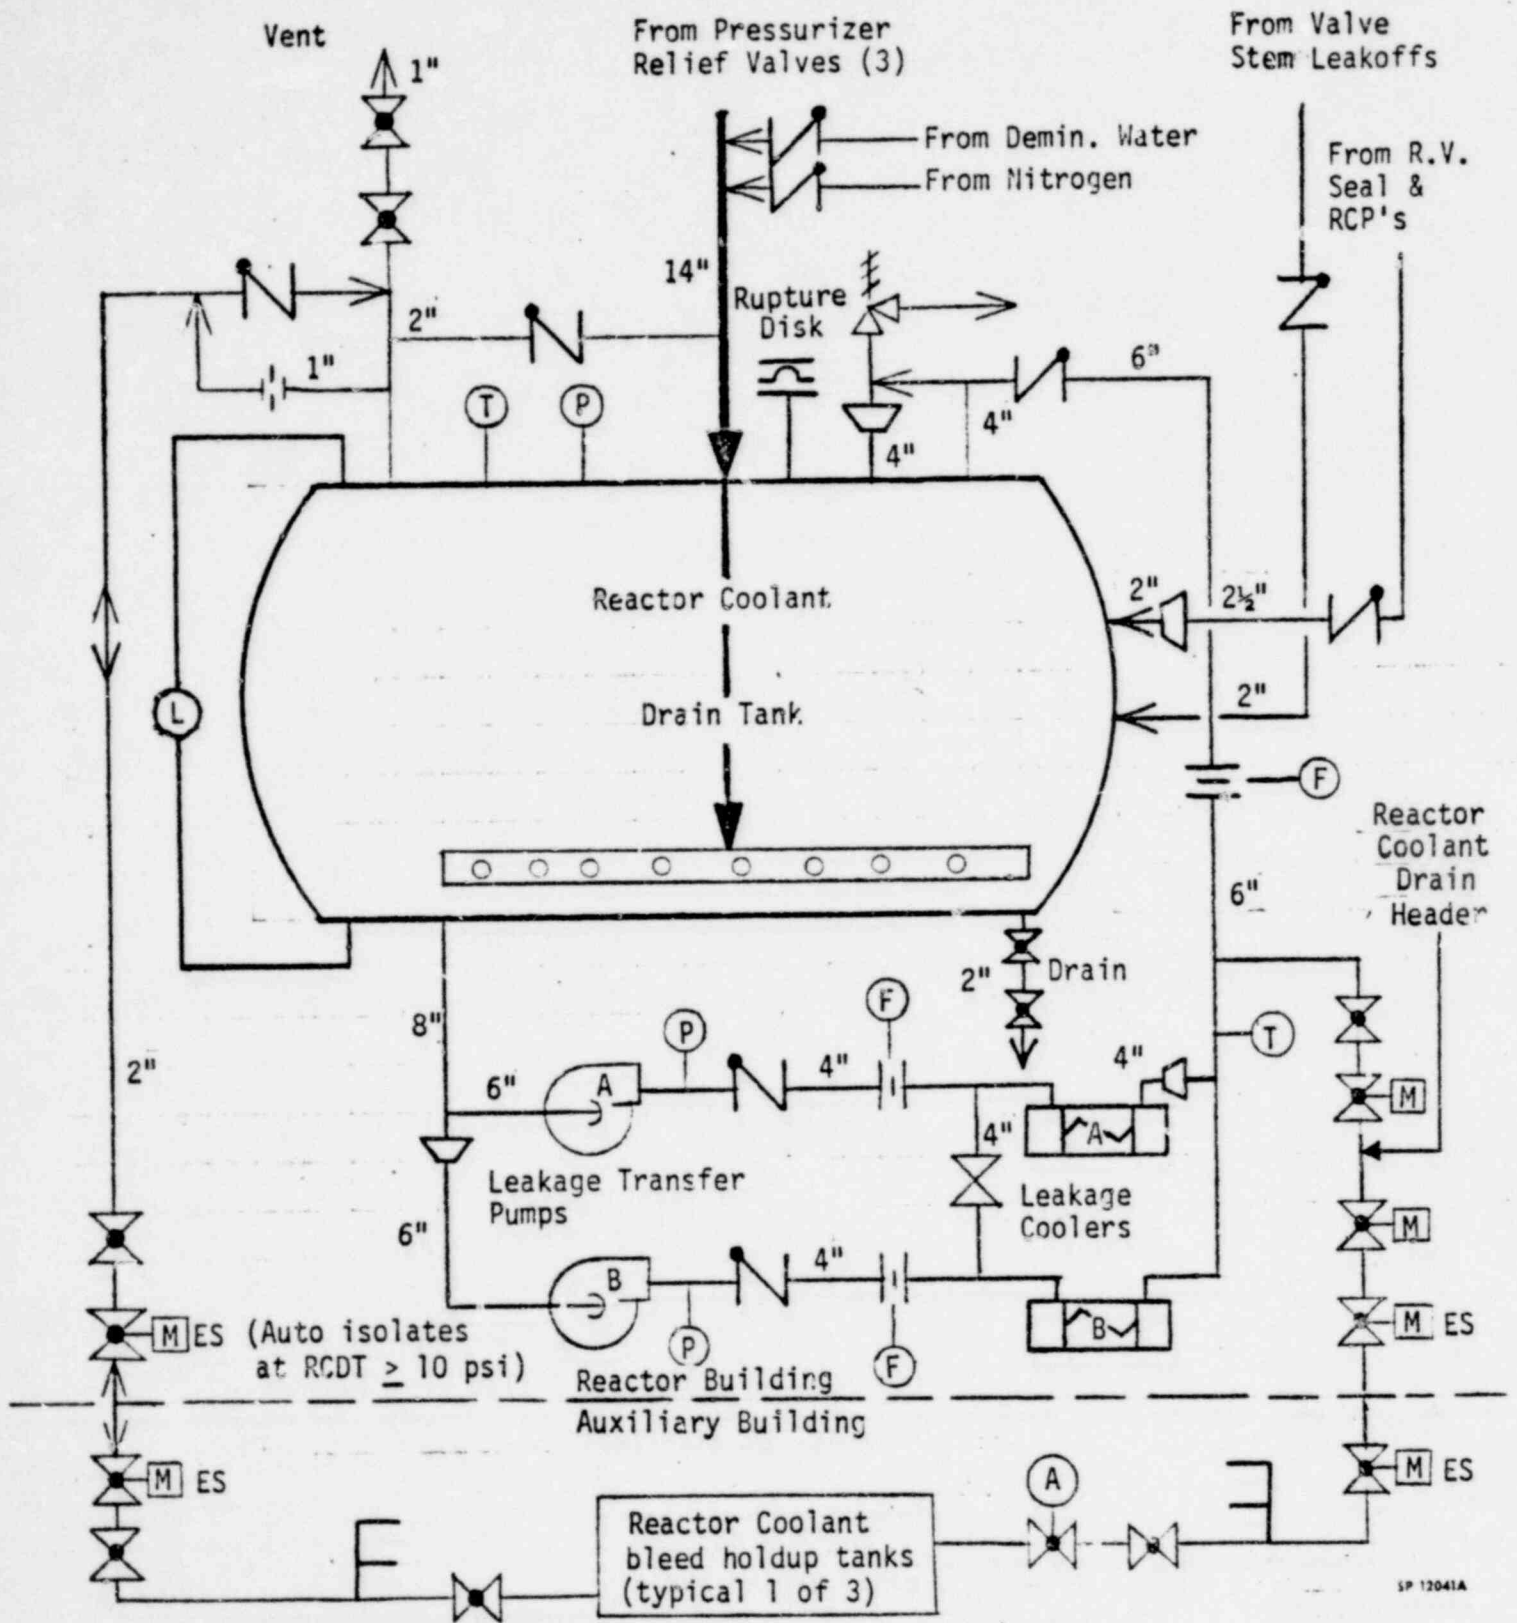 Vent
From Pressurizer
Relief Valves (3)
From Valve
Stem Leakoffs
1"
From Demin. Water
From Nitrogen
From R.V.
Seal &
RCP's
14"
Rupture
Disk
2"
6"
1"
T
P
4"
4"
Reactor Coolant
2"
2½"
L
Drain Tank
2"
F
Reactor
Coolant
Drain
Header
6"
2"
Drain
8"
P
F
T
2"
6"
A
4"
4"
M
A
4"
Leakage Transfer
Pumps
Leakage
Coolers
6"
M
B
4"
M ES (Auto isolates
at RCDT ≥ 10 psi)
P
F
B
M ES
Reactor Building
Auxiliary Building
M ES
A
M ES
Reactor Coolant
bleed holdup tanks
(typical 1 of 3)
SP 12041A